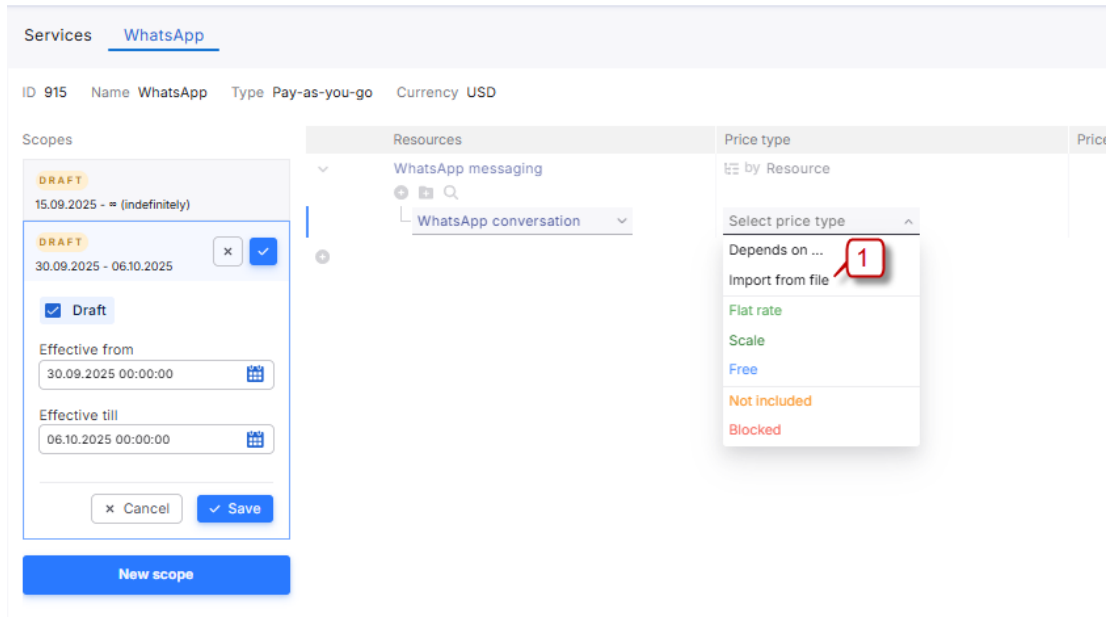 Services WhatsApp
ID 915 Name WhatsApp Type Pay-as-you-go Currency USD
Scopes
DRAFT
15.09.2025 - ∞ (indefinitely)
DRAFT
30.09.2025 - 06.10.2025
Draft
Effective from
30.09.2025 00:00:00
Effective till
06.10.2025 00:00:00
Cancel Save
New scope
Resources Price type Price
WhatsApp messaging by Resource
WhatsApp conversation Select price type
Depends on ...
1
Import from file
Flat rate
Scale
Free
Not included
Blocked